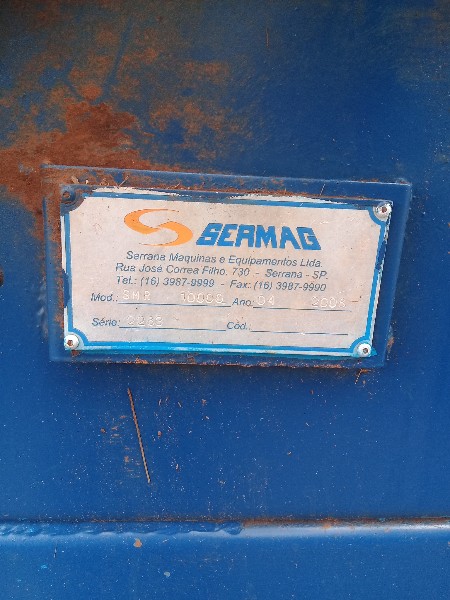 SERMAG
Serrana Maquinas e Equipamentos Ltda.
Rua José Correa Filho, 730 - Serrana - SP.
Tel.: (16) 3987-9999 - Fax: (16) 3987-9990
Mod.: Ano: 04
Série: Cód.